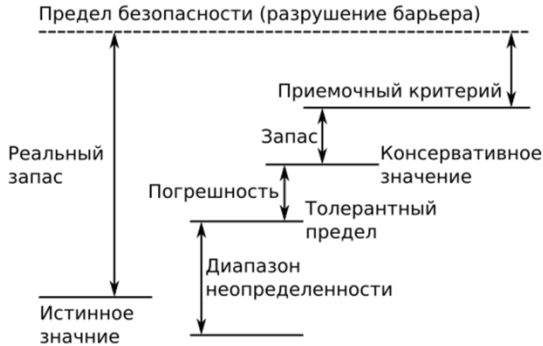 Предел безопасности (разрушение барьера)
Приемочный критерий
Запас
Реальный
запас
Консервативное
значение
Погрешность
Толерантный
предел
Диапазон
неопределенности
Истинное
значние